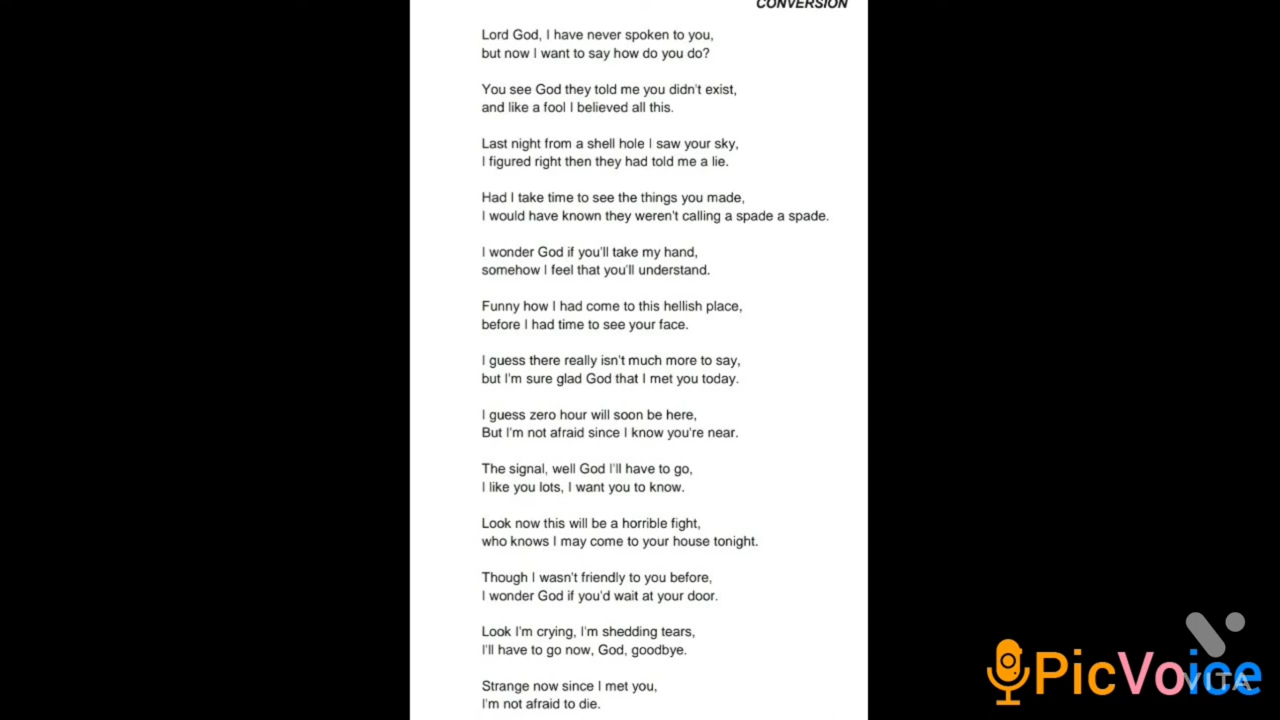 CONVERSION
Lord God, I have never spoken to you,
but now I want to say how do you do?
You see God they told me you didn't exist,
and like a fool I believed all this.
Last night from a shell hole I saw your sky,
I figured right then they had told me a lie.
Had I take time to see the things you made,
I would have known they weren't calling a spade a spade.
I wonder God if you'll take my hand,
somehow I feel that you'll understand.
Funny how I had come to this hellish place,
before I had time to see your face.
I guess there really isn't much more to say,
but I'm sure glad God that I met you today.
I guess zero hour will soon be here,
But I'm not afraid since I know you're near.
The signal, well God I'll have to go,
I like you lots, I want you to know.
Look now this will be a horrible fight,
who knows I may come to your house tonight.
Though I wasn't friendly to you before,
I wonder God if you'd wait at your door.
Look I'm crying, I'm shedding tears,
I'll have to go now, God, goodbye.
Strange now since I met you,
I'm not afraid to die.
PicVoice
VITA